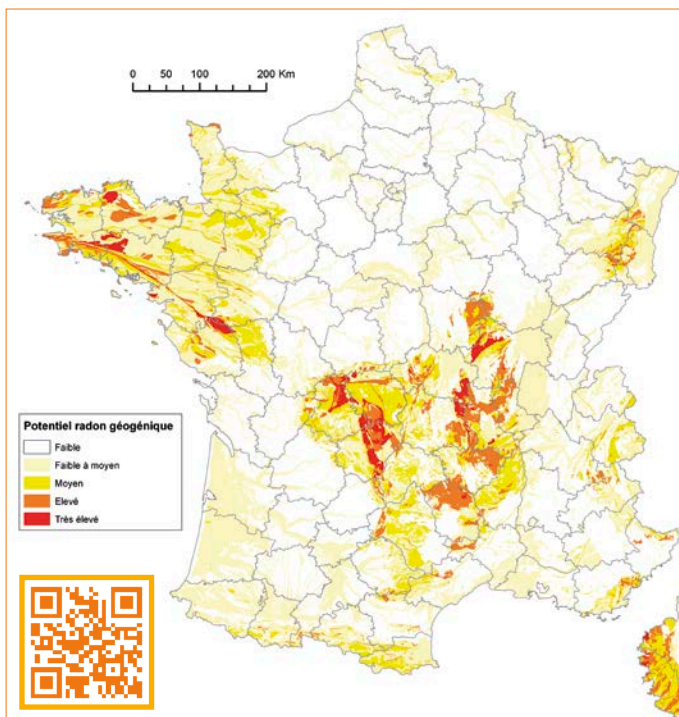 0 50 100 200 Km
Potentiel radon géogénique
Faible
Faible à moyen
Moyen
Elevé
Très élevé